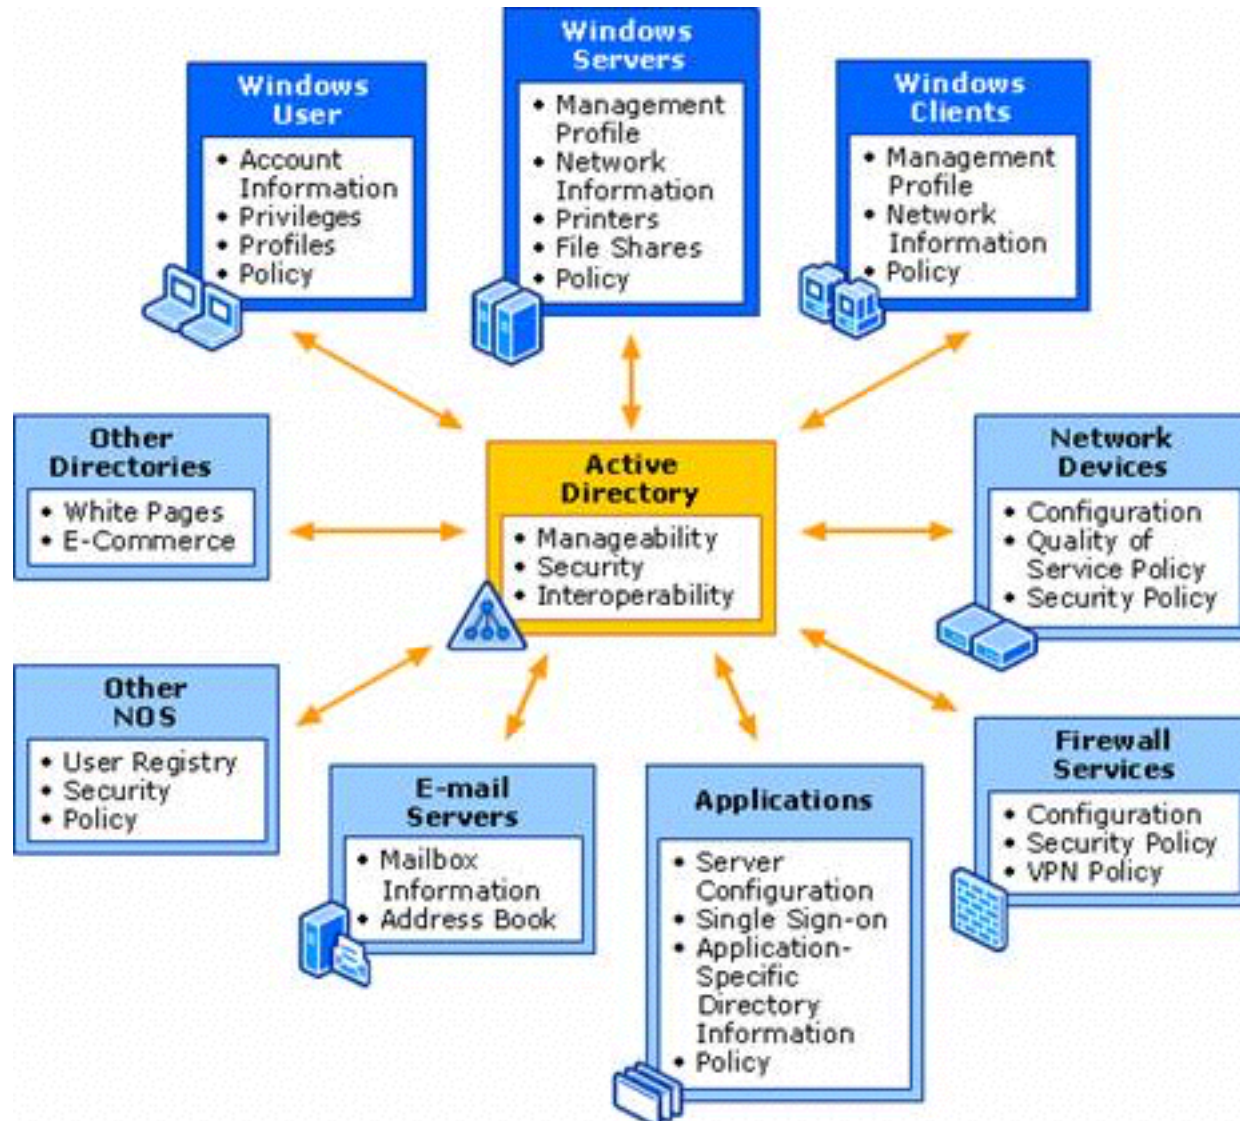 Windows
User
• Account
Information
• Privileges
• Profiles
• Policy
Windows
Servers
• Management
Profile
• Network
Information
• Printers
• File Shares
• Policy
Windows
Clients
• Management
Profile
• Network
Information
• Policy
Other
Directories
• White Pages
• E-Commerce
Active
Directory
• Manageability
• Security
• Interoperability
Network
Devices
• Configuration
• Quality of
Service Policy
• Security Policy
Other
NOS
• User Registry
• Security
• Policy
E-mail
Servers
• Mailbox
Information
• Address Book
Applications
• Server
Configuration
• Single Sign-on
• Application-
Specific
Directory
Information
• Policy
Firewall
Services
• Configuration
• Security Policy
• VPN Policy